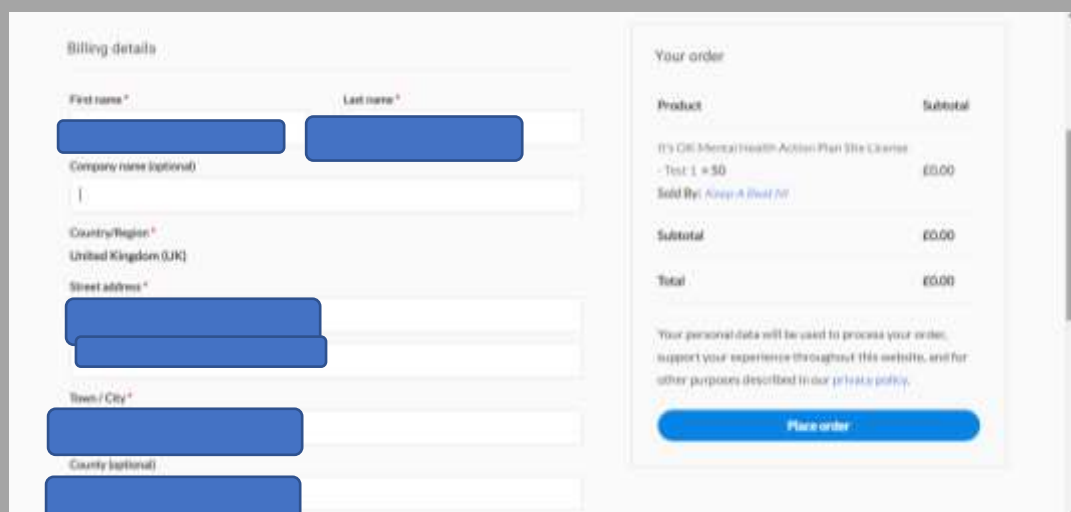 Billing details
First name *
Last name *
Company name (optional)
Country/Region *
United Kingdom (UK)
Street address *
Town / City *
County (optional)
Your order
Product Subtotal
It's OK Mental Health Action Plan Site License
- Test 1 × 50 £0.00
Sold By: Keep A Beat
Subtotal £0.00
Total £0.00
Your personal data will be used to process your order,
support your experience throughout this website, and for
other purposes described in our privacy policy.
Place order